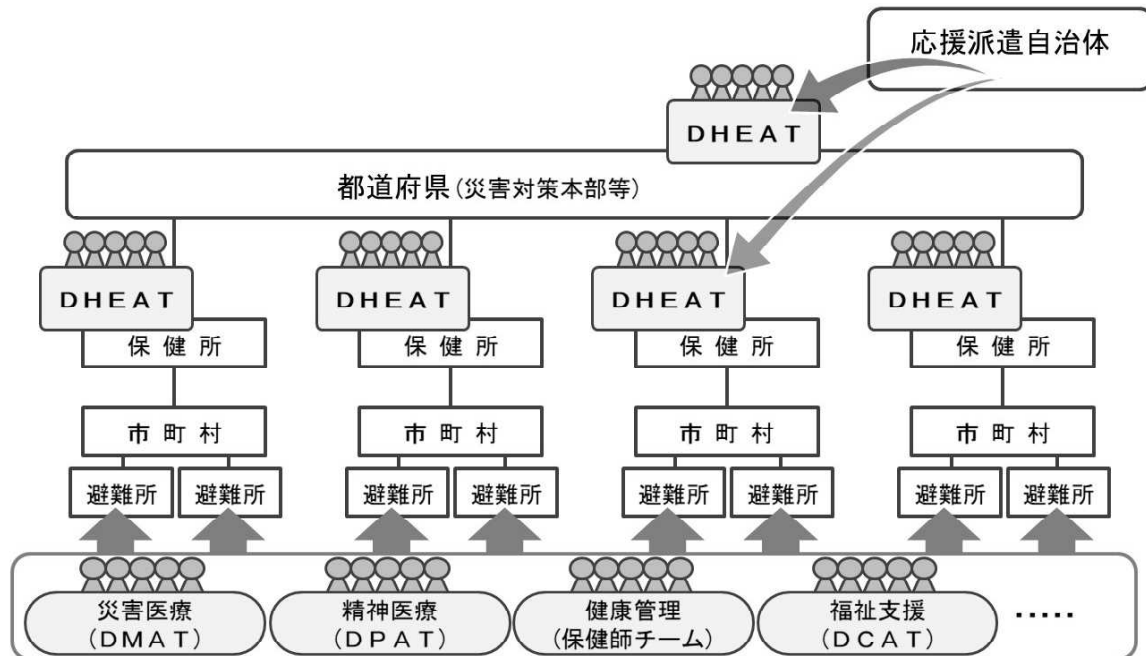 応援派遣自治体
DHEAT
都道府県(災害対策本部等)
DHEAT
DHEAT
DHEAT
DHEAT
保健所
保健所
保健所
保健所
市町村
市町村
市町村
市町村
避難所
避難所
避難所
避難所
避難所
避難所
避難所
避難所
災害医療
(DMAT)
精神医療
(DPAT)
健康管理
(保健師チーム)
福祉支援
(DCAT)
・・・・・